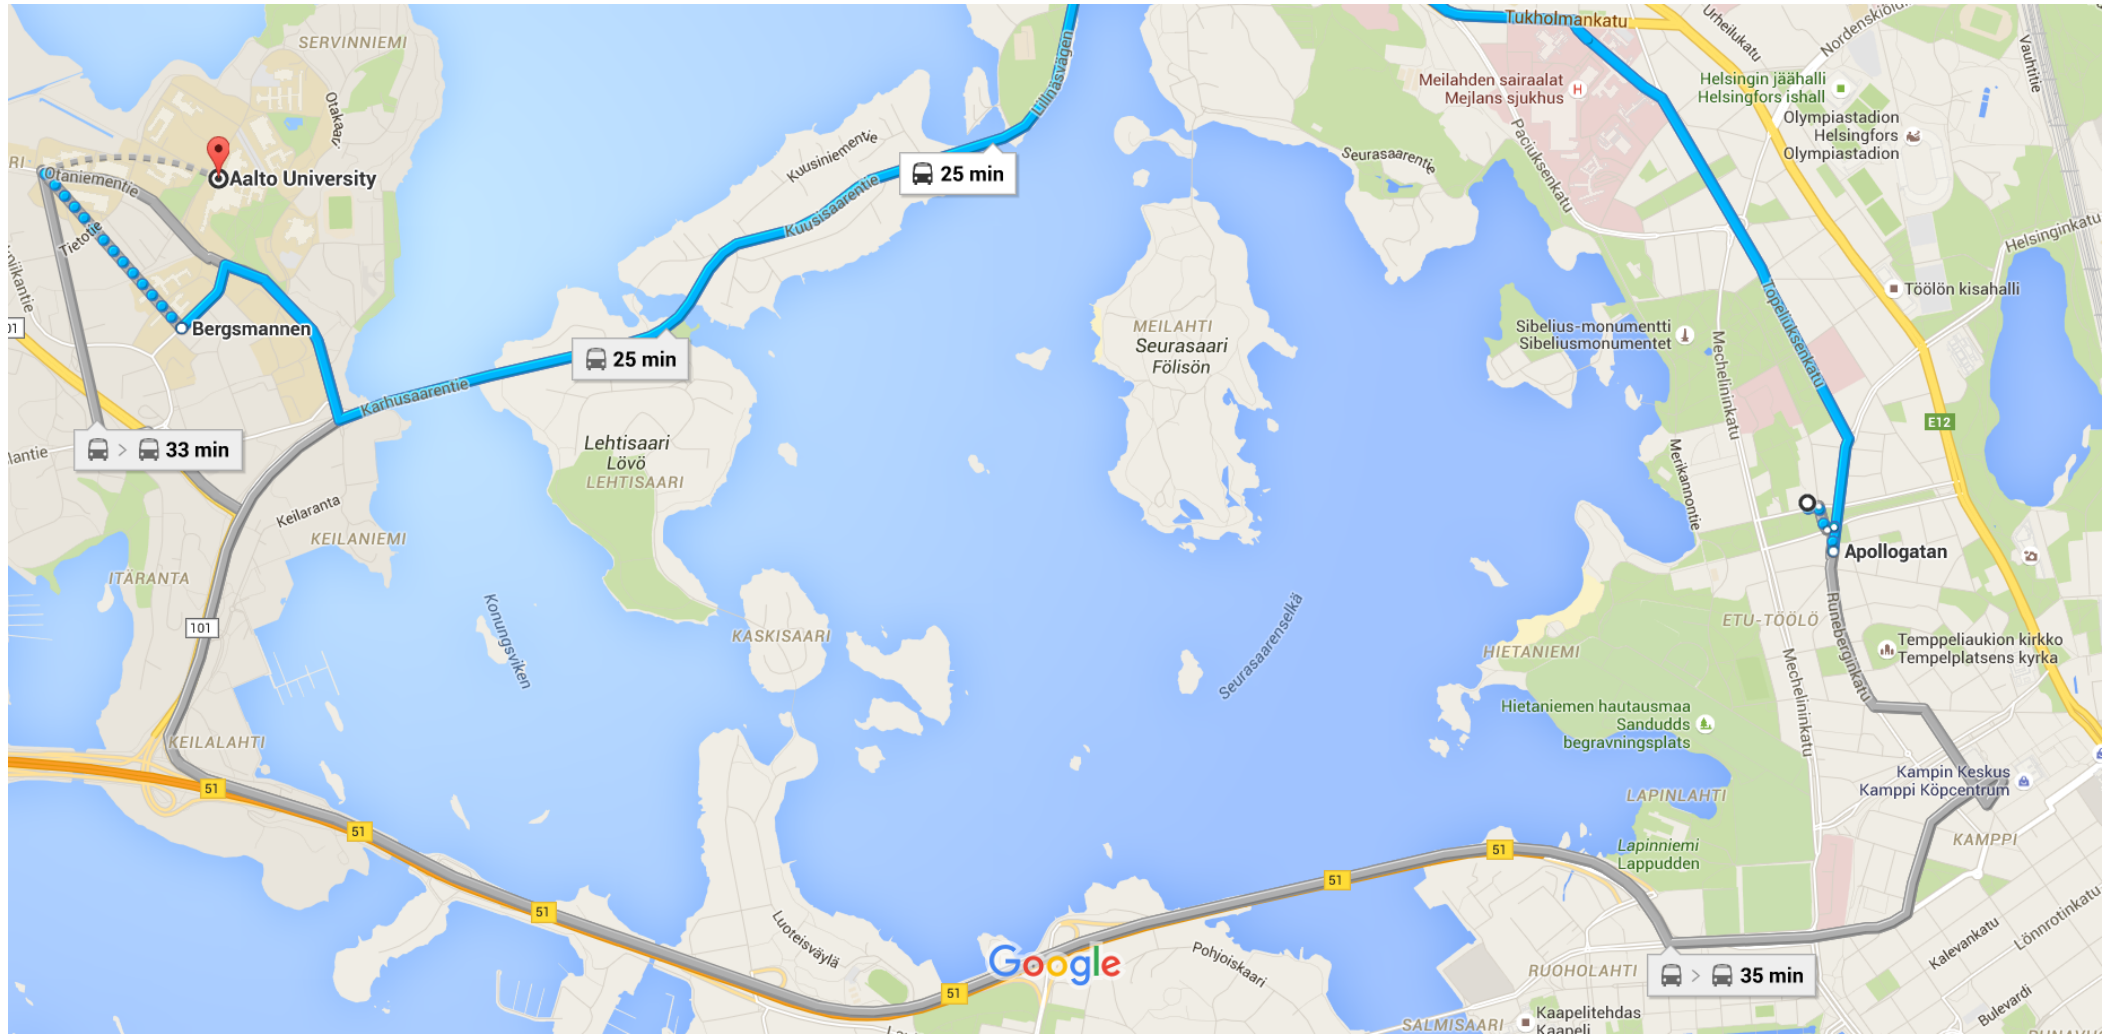 SERVINNIEMI
Otakaari
Aalto University
Otaniementie
Tietotie
Bergsmannen
33 min
Keilaranta
KEILANIEMI
ITÄRANTA
101
KEILALAHTI
51
51
51
51
51
51
Karhusaarentie
25 min
Lehtisaari
Lövö
LEHTISAARI
Kuusiniementie
Kuusisaarentie
25 min
Lillnäsvägen
Konungsviken
KASKISAARI
MEILAHTI
Seurasaari
Fölisön
Seurasaarenselkä
Seurasaarentie
Luoteisväylä
Google
Pohjoiskaari
Tukholmankatu
Urheilukatu
Vauhtitie
Meilahden sairaalat
Mejlans sjukhus
H
Helsingin jäähalli
Helsingfors ishall
Olympiastadion
Helsingfors
Olympiastadion
Paciuksenkatu
Helsinginkatu
Töölön kisahalli
Topeliuksenkatu
Sibelius-monumentti
Sibeliusmonumentet
Mechelininkatu
E12
Merikannontie
Apollogatan
Runeberginkatu
ETU-TÖÖLÖ
Temppeliaukion kirkko
Tempelplatsens kyrka
HIETANIEMI
Mechelininkatu
Hietaniemen hautausmaa
Sandudds
begravningsplats
Kampin Keskus
Kamppi Köpcentrum
LAPINLAHTI
KAMPPI
Lapinniemi
Lappudden
Kalevankatu
Lönnrotinkatu
RUOHOLAHTI
35 min
Bulevardi
SALMISAARI
Kaapelitehdas
Kaapeli